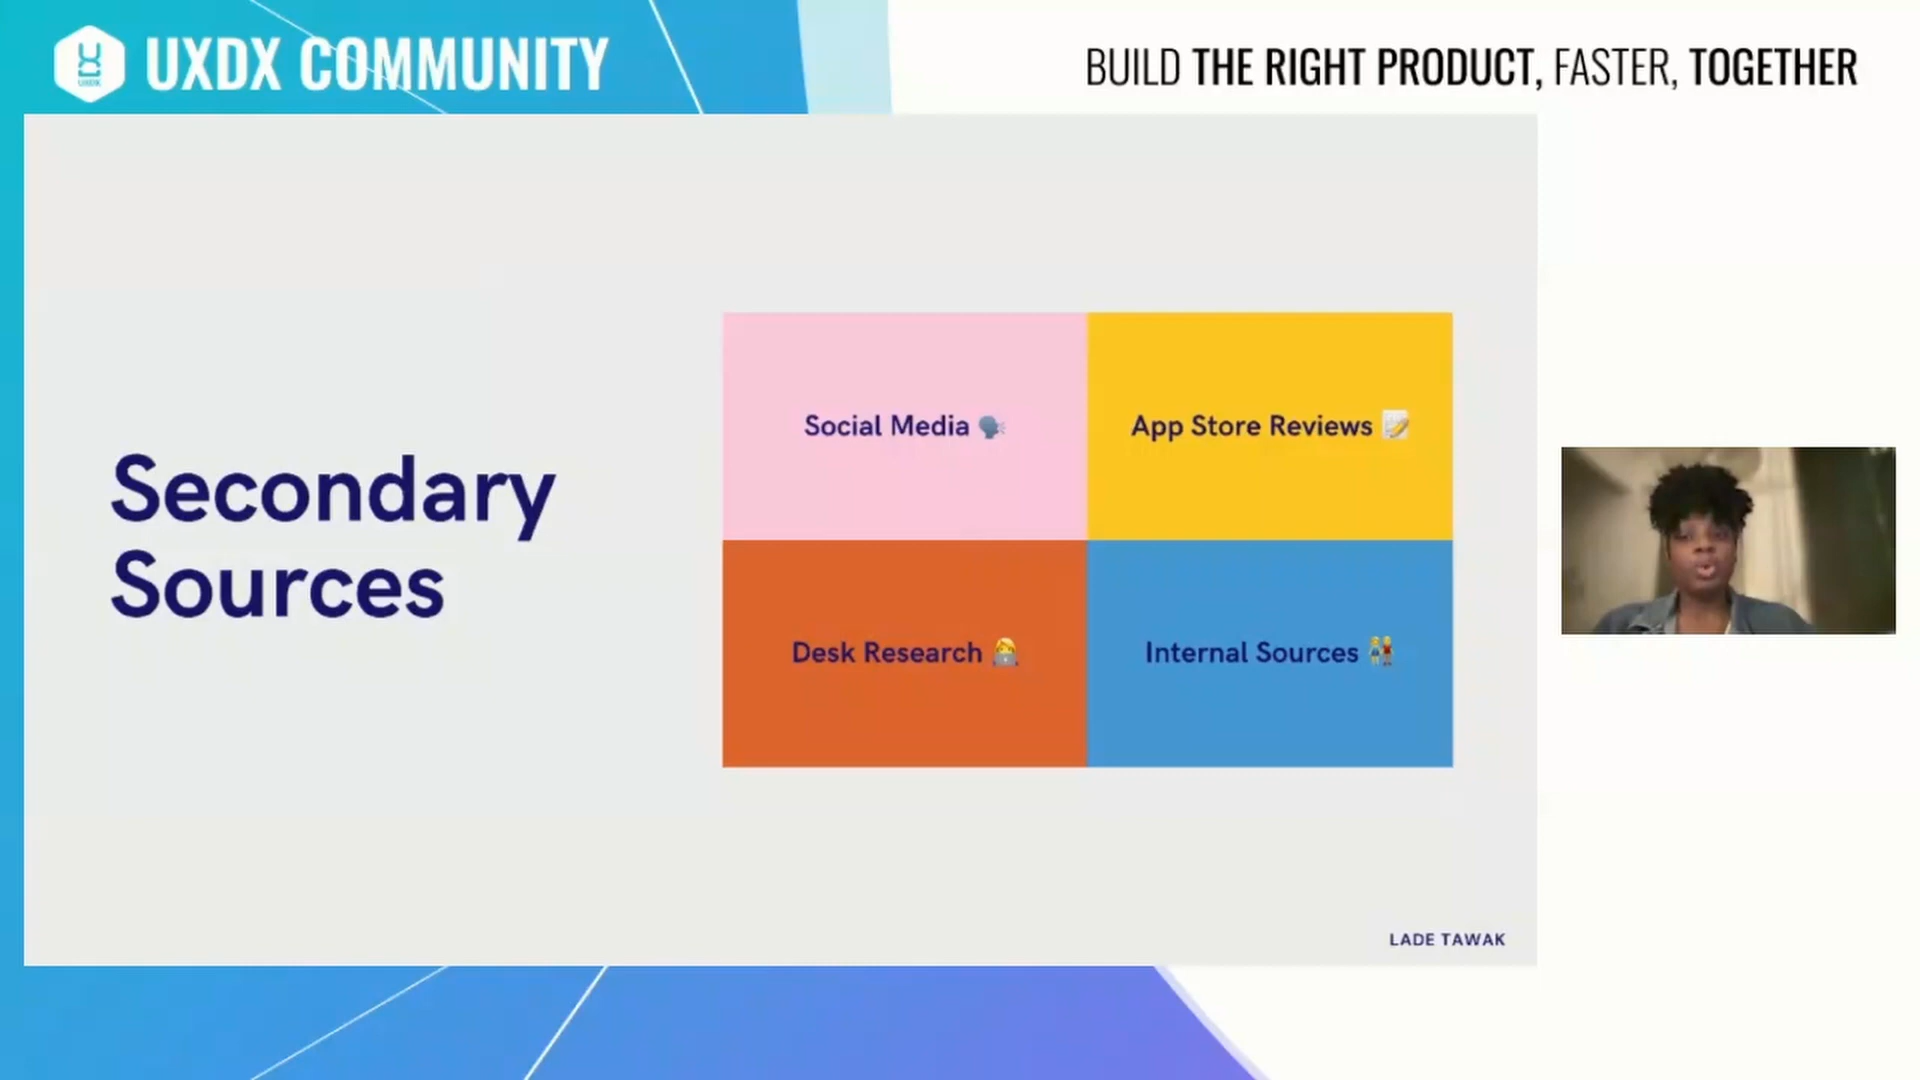 UXDX COMMUNITY
UXDX
BUILD THE RIGHT PRODUCT, FASTER, TOGETHER
Secondary
Sources
Social Media
App Store Reviews
Desk Research
Internal Sources
LADE TAWAK